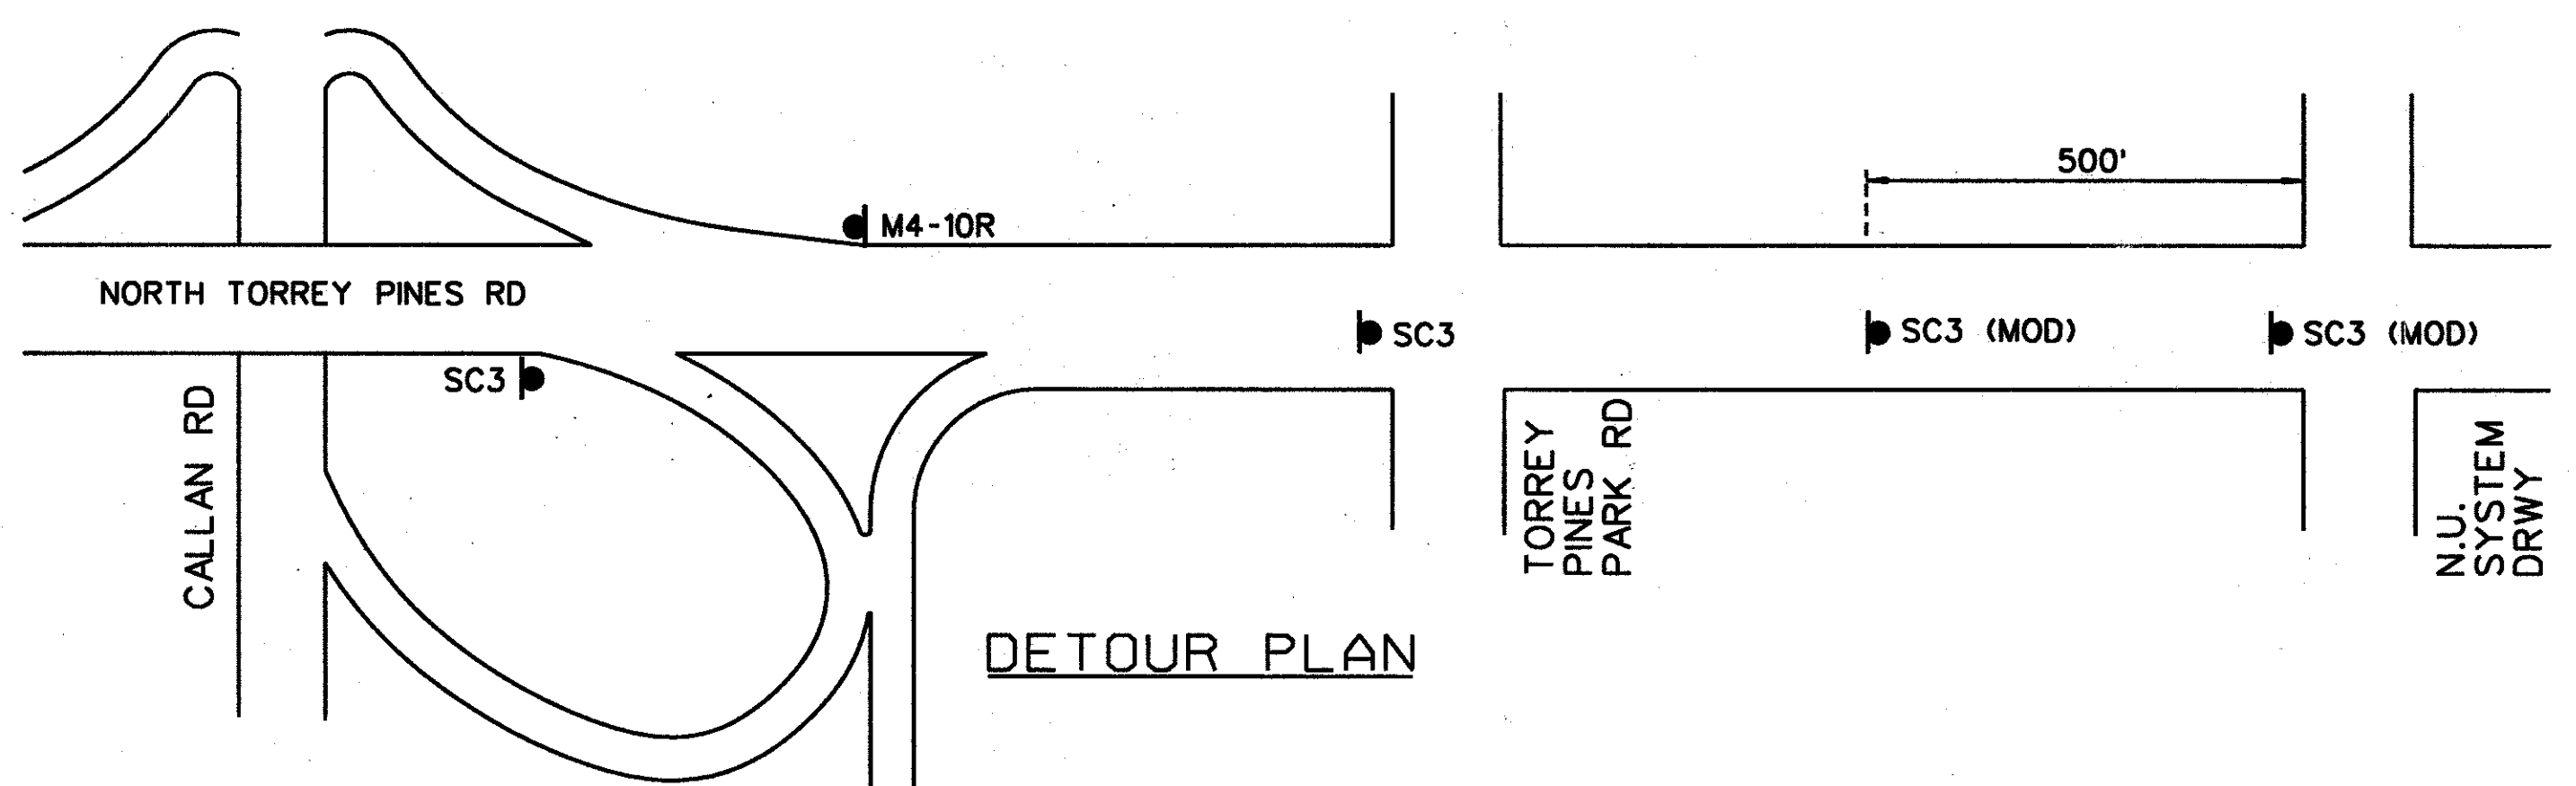 500'
M4-10R
NORTH TORREY PINES RD
SC3
SC3 (MOD)
SC3 (MOD)
SC3
CALLAN RD
TORREY
PINES
PARK RD
N.U.
SYSTEM
DRWY
DETOUR PLAN